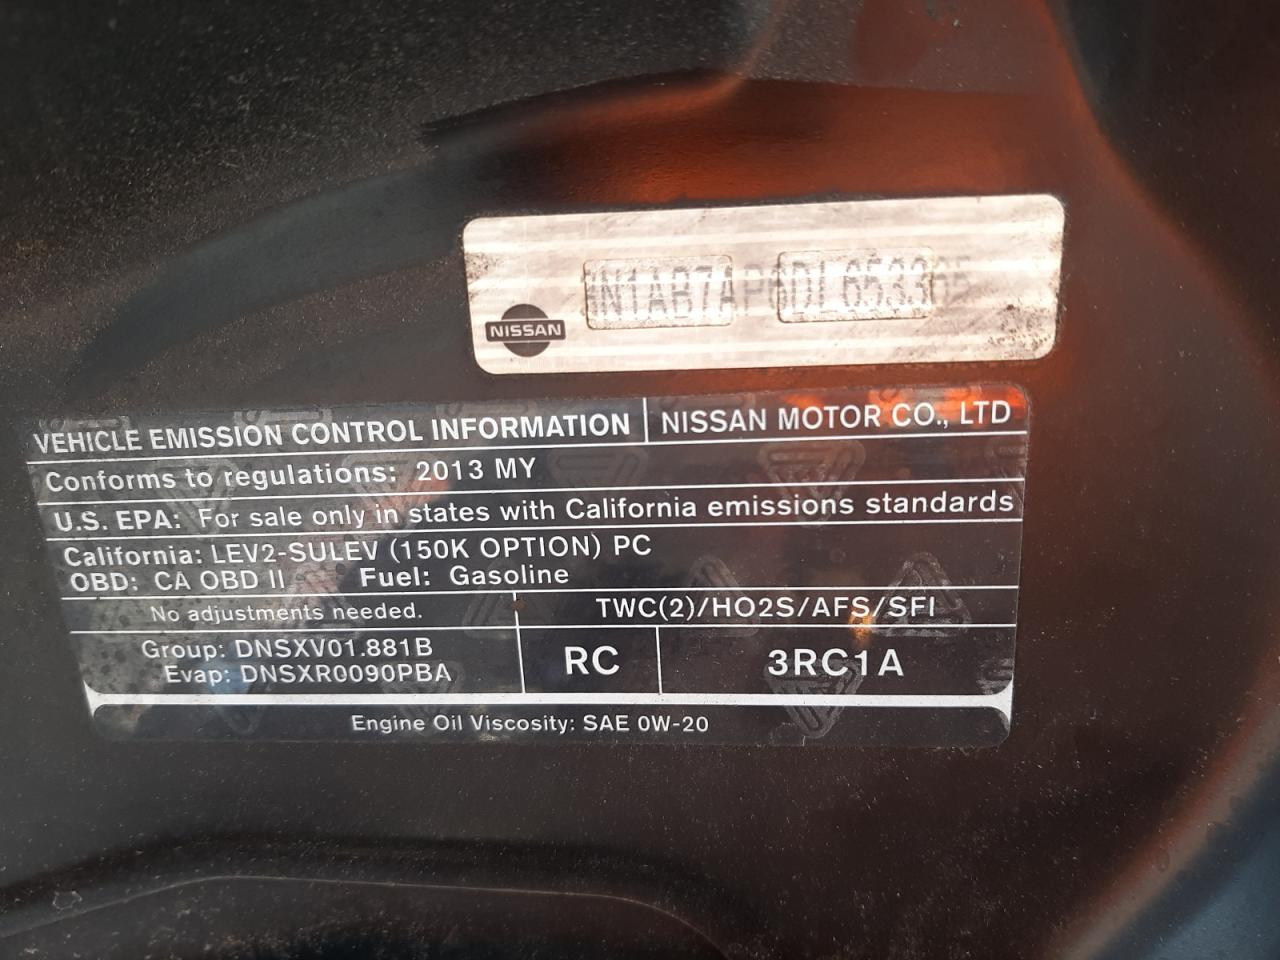 NISSAN
VEHICLE EMISSION CONTROL INFORMATION
NISSAN MOTOR CO., LTD
Conforms to regulations: 2013 MY
U.S. EPA: For sale only in states with California emissions standards
California: LEV2-SULEV (150K OPTION) PC
OBD: CA OBD II Fuel: Gasoline
No adjustments needed.
TWC(2)/HO2S/AFS/SFI
Group: DNSXV01.881B
Evap: DNSXR0090PBA
RC
3RC1A
Engine Oil Viscosity: SAE 0W-20